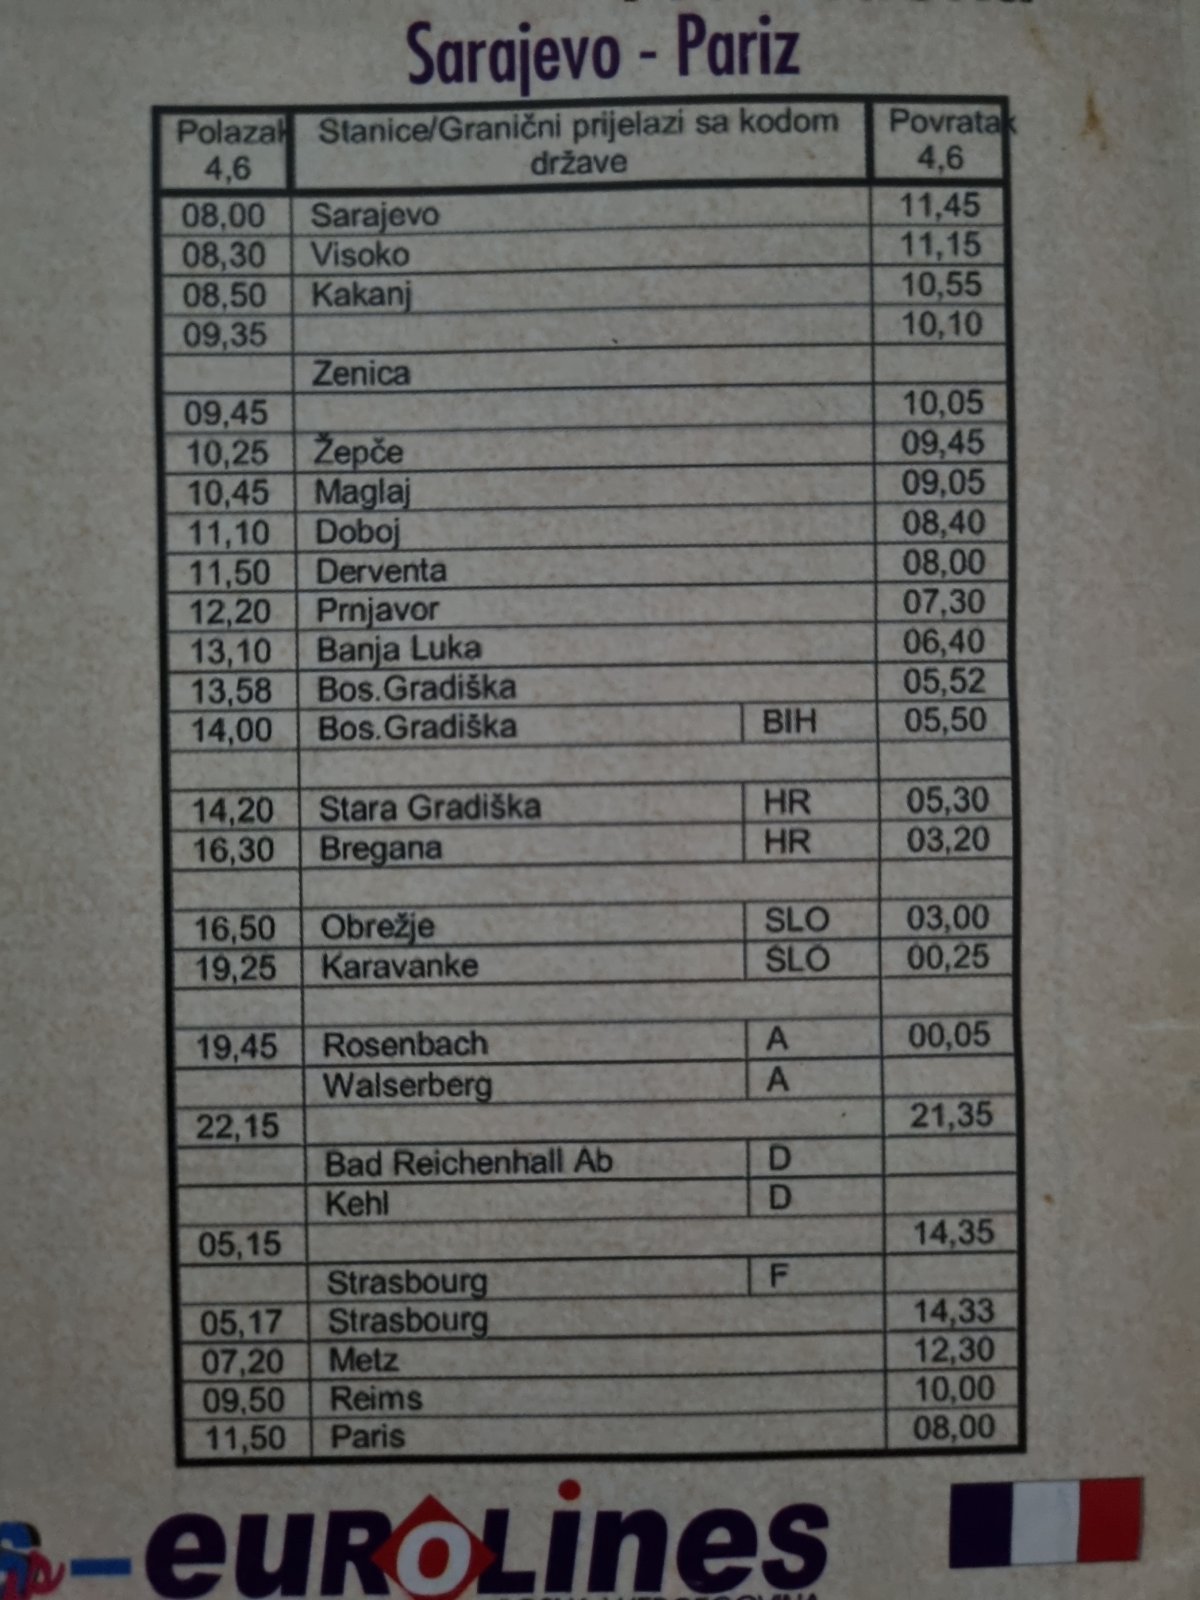 Sarajevo - Pariz
Polazak Stanice/Granični prijelazi sa kodom Povratak
4,6 države 4,6
08,00 Sarajevo 11,45
08,30 Visoko 11,15
08,50 Kakanj 10,55
09,35 10,10
Zenica
09,45 10,05
10,25 Žepče 09,45
10,45 Maglaj 09,05
11,10 Doboj 08,40
11,50 Derventa 08,00
12,20 Prnjavor 07,30
13,10 Banja Luka 06,40
13,58 Bos.Gradiška 05,52
14,00 Bos.Gradiška BIH 05,50
14,20 Stara Gradiška HR 05,30
16,30 Bregana HR 03,20
16,50 Obrežje SLO 03,00
19,25 Karavanke SLO 00,25
19,45 Rosenbach A 00,05
Walserberg A
22,15 21,35
Bad Reichenhall Ab D
Kehl D
05,15 14,35
Strasbourg F
05,17 Strasbourg 14,33
07,20 Metz 12,30
09,50 Reims 10,00
11,50 Paris 08,00
euroLines